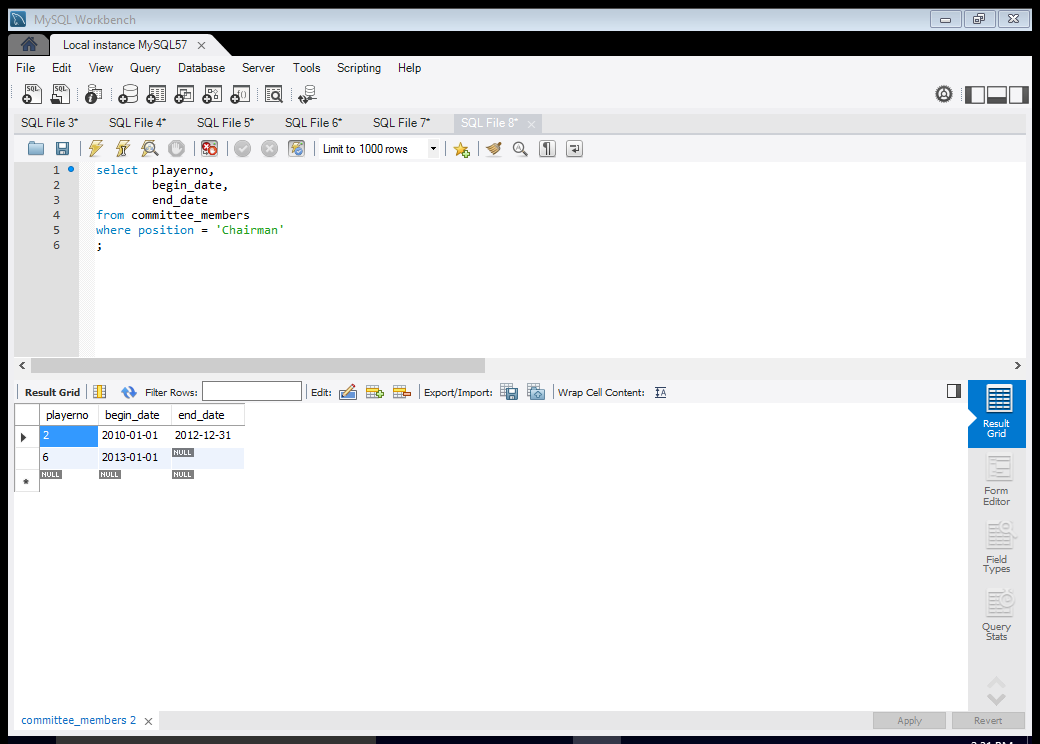 MySQL Workbench
Local instance MySQL57
File Edit View Query Database Server Tools Scripting Help
SQL File 3* SQL File 4* SQL File 5* SQL File 6* SQL File 7* SQL File 8*
Limit to 1000 rows
1 select playerno,
2 begin_date,
3 end_date
4 from committee_members
5 where position = 'Chairman'
6 ;
Result Grid Filter Rows: Edit: Export/Import: Wrap Cell Content:
playerno begin_date end_date
2 2010-01-01 2012-12-31
6 2013-01-01 NULL
NULL NULL NULL
Result
Grid
Form
Editor
Field
Types
Query
Stats
committee_members 2
Apply Revert